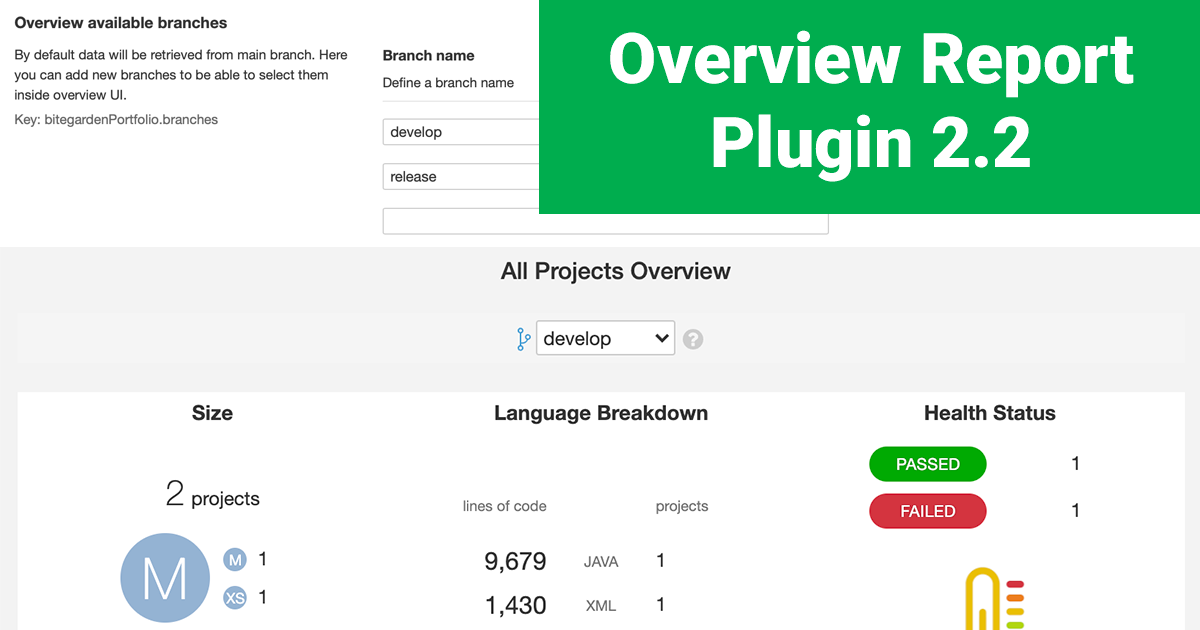 Overview available branches
By default data will be retrieved from main branch. Here
you can add new branches to be able to select them
inside overview UI.
Key: bitegardenPortfolio.branches
Branch name
Define a branch name
develop
release
Overview Report
Plugin 2.2
All Projects Overview
develop
?
Size
2 projects
M
M 1
XS 1
Language Breakdown
lines of code projects
9,679 JAVA 1
1,430 XML 1
Health Status
PASSED 1
FAILED 1